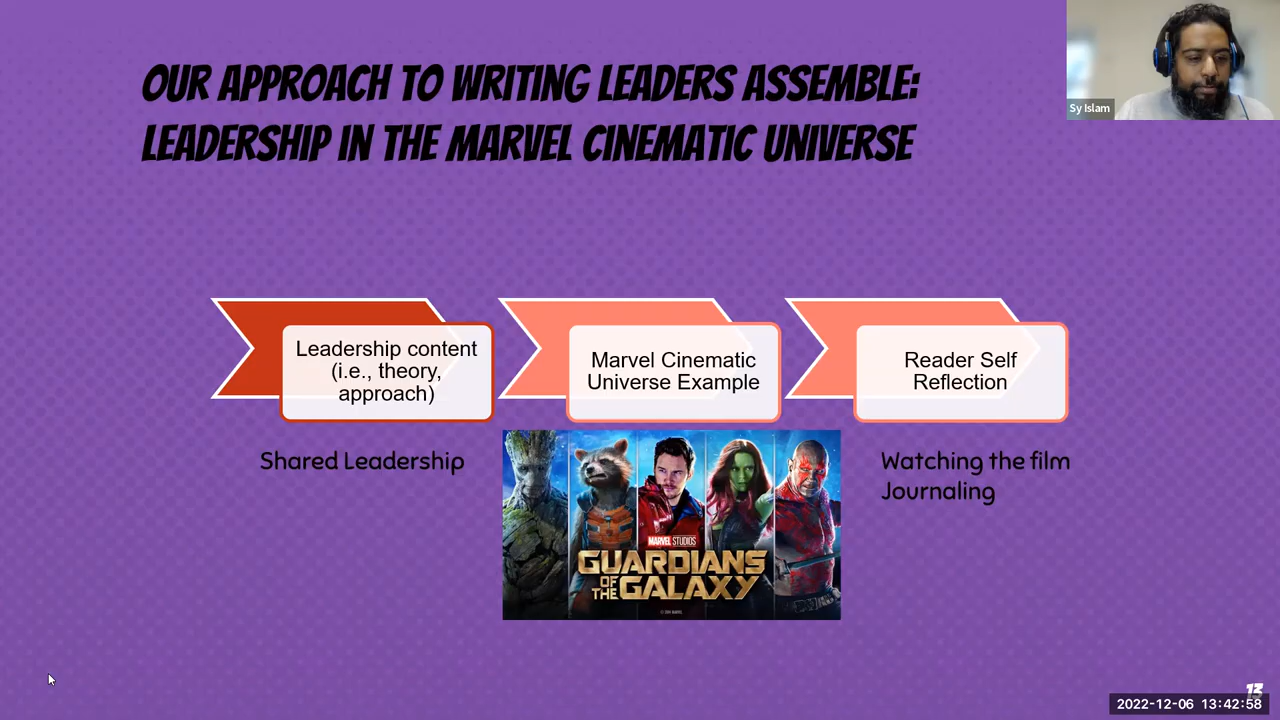 OUR APPROACH TO WRITING LEADERS ASSEMBLE:
LEADERSHIP IN THE MARVEL CINEMATIC UNIVERSE
Sy Islam
Leadership content
(i.e., theory,
approach)
Marvel Cinematic
Universe Example
Reader Self
Reflection
Shared Leadership
MARVEL STUDIOS
GUARDIANS
OF
THE GALAXY
Watching the film
Journaling
13
2022-12-06 13:42:58